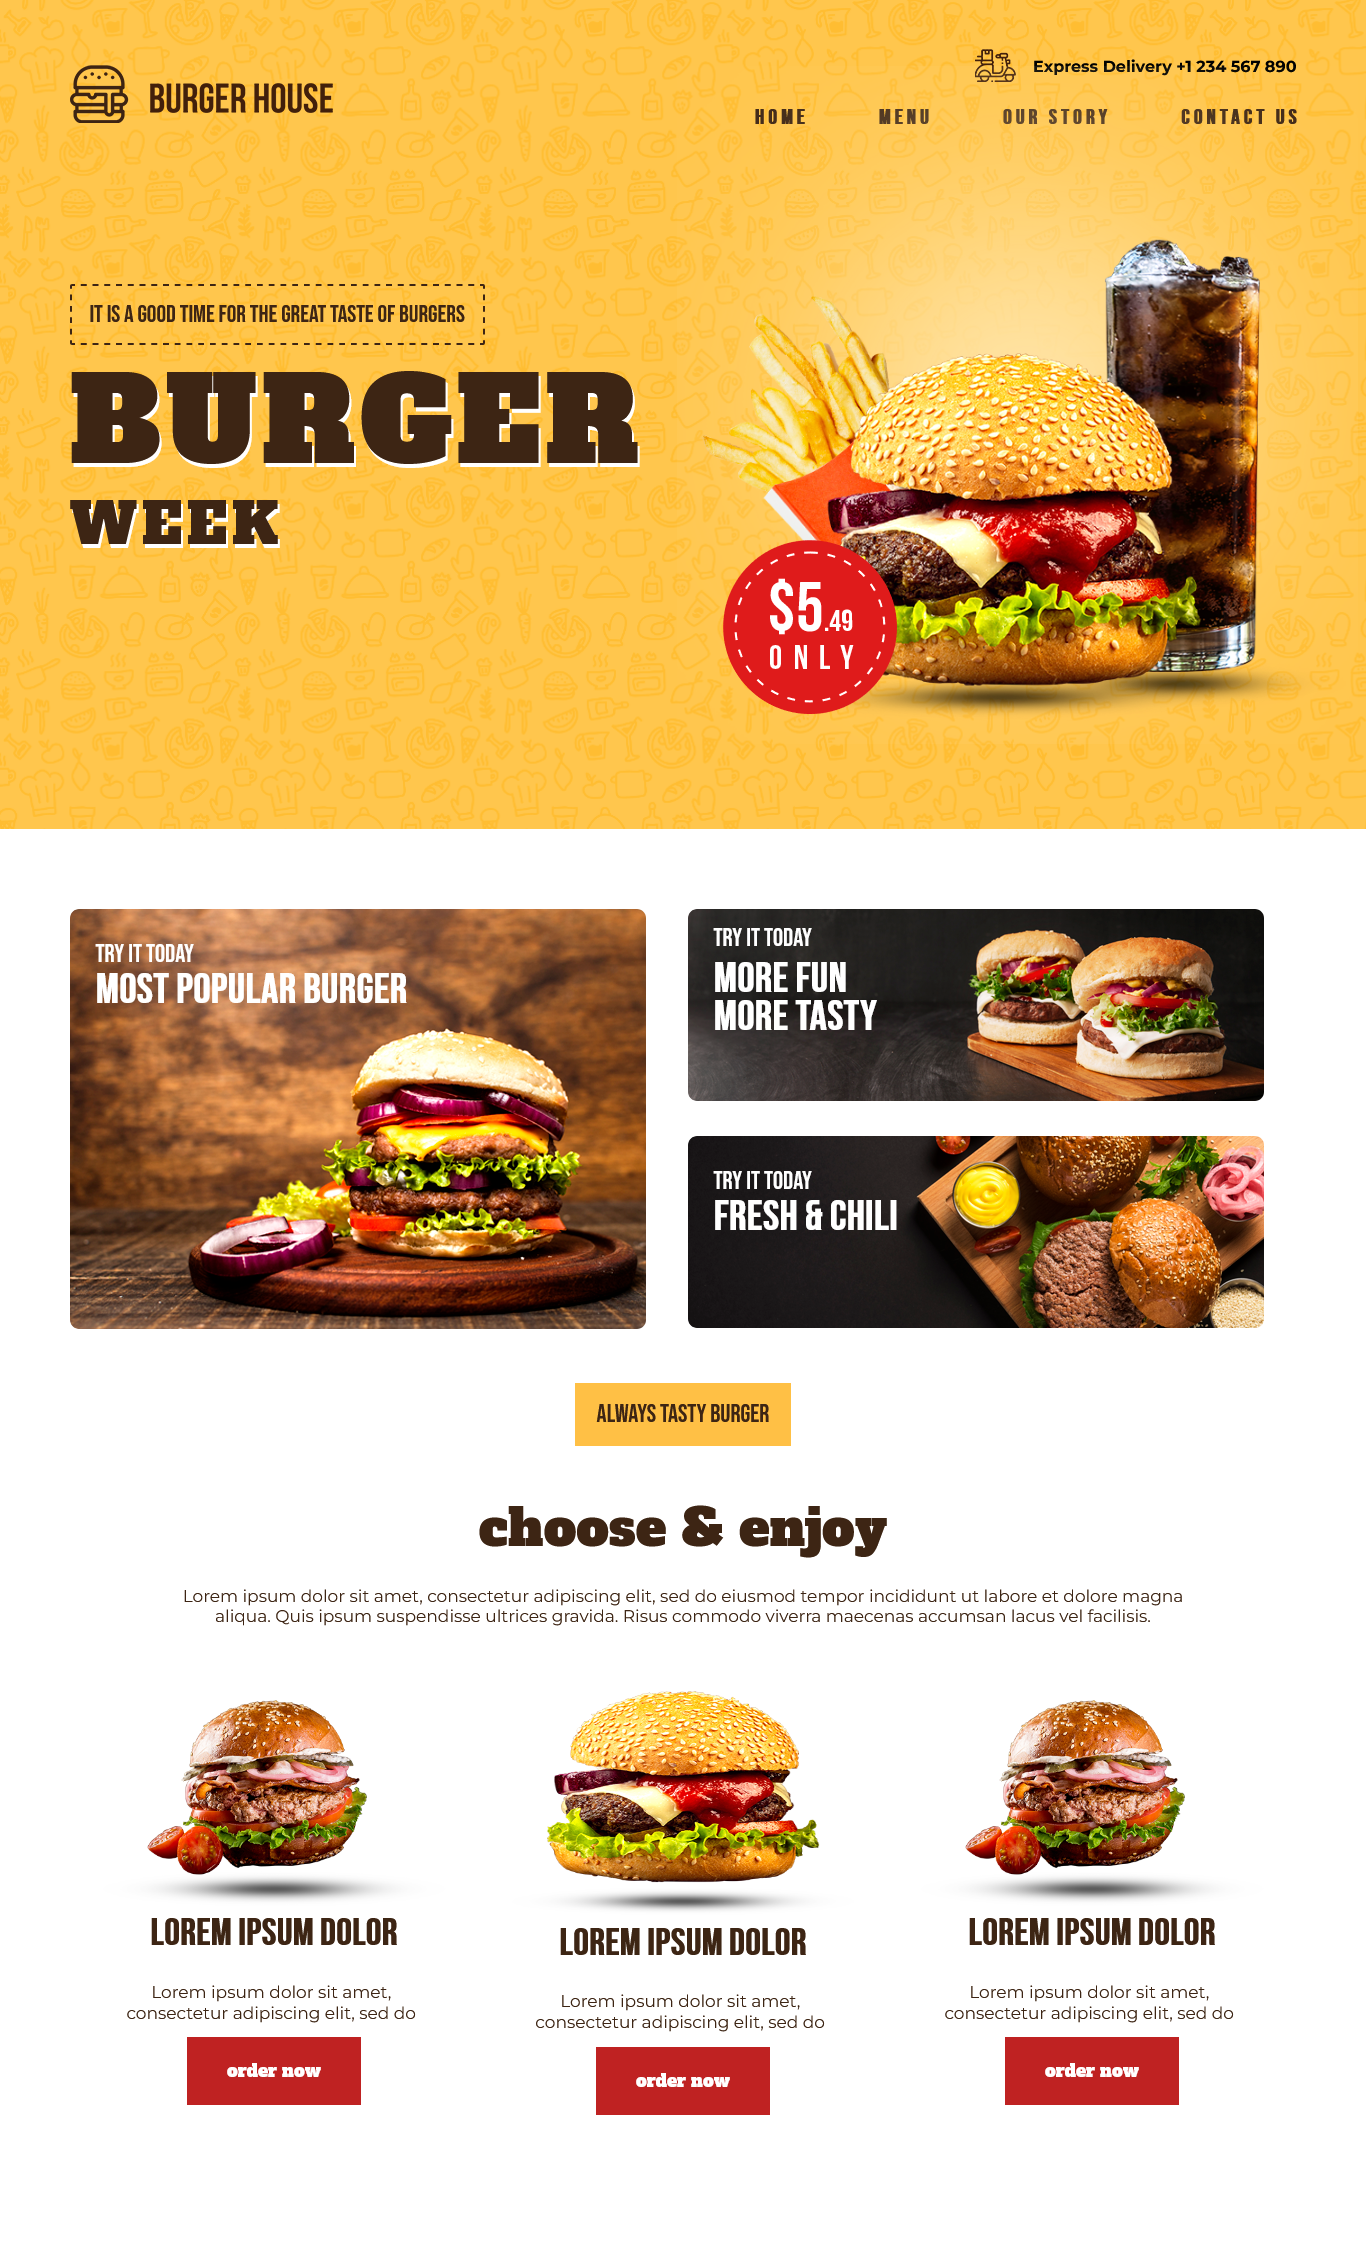 BURGER HOUSE
Express Delivery +1 234 567 890
HOME MENU OUR STORY CONTACT US
IT IS A GOOD TIME FOR THE GREAT TASTE OF BURGERS
BURGER
WEEK
$5.49
ONLY
TRY IT TODAY
MOST POPULAR BURGER
TRY IT TODAY
MORE FUN
MORE TASTY
TRY IT TODAY
FRESH & CHILI
ALWAYS TASTY BURGER
choose & enjoy
Lorem ipsum dolor sit amet, consectetur adipiscing elit, sed do eiusmod tempor incididunt ut labore et dolore magna
aliqua. Quis ipsum suspendisse ultrices gravida. Risus commodo viverra maecenas accumsan lacus vel facilisis.
LOREM IPSUM DOLOR
Lorem ipsum dolor sit amet,
consectetur adipiscing elit, sed do
order now
LOREM IPSUM DOLOR
Lorem ipsum dolor sit amet,
consectetur adipiscing elit, sed do
order now
LOREM IPSUM DOLOR
Lorem ipsum dolor sit amet,
consectetur adipiscing elit, sed do
order now